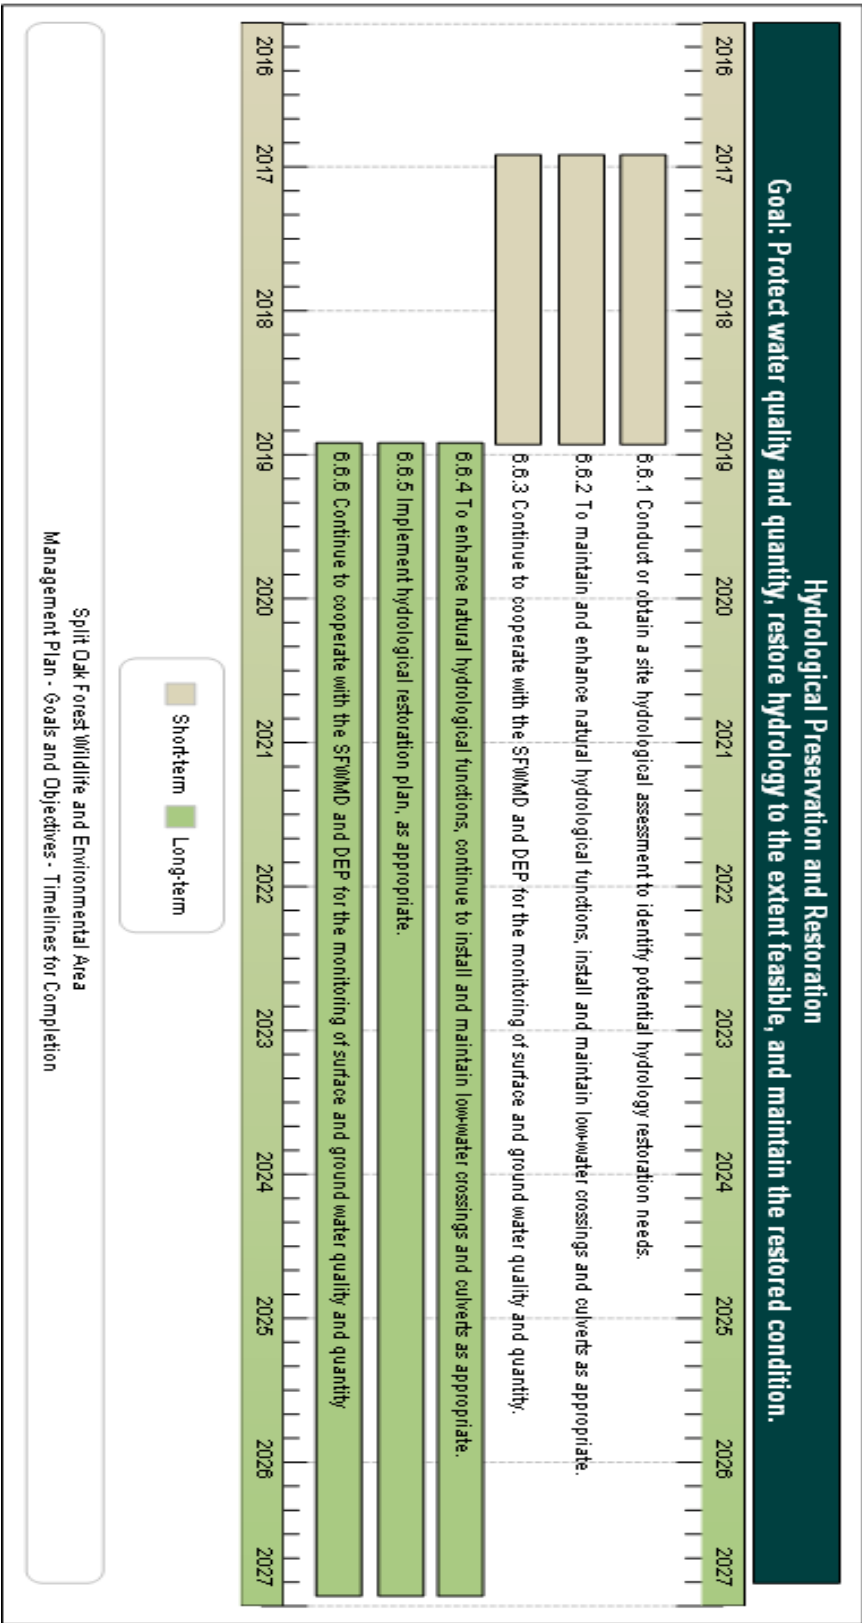 Hydrological Preservation and Restoration
Goal: Protect water quality and quantity, restore hydrology to the extent feasible, and maintain the restored condition.
2016 2017 2018 2019 2020 2021 2022 2023 2024 2025 2026 2027
6.6.1 Conduct or obtain a site hydrological assessment to identify potential hydrology restoration needs.
6.6.2 To maintain and enhance natural hydrological functions, install and maintain low-water crossings and culverts as appropriate.
6.6.3 Continue to cooperate with the SFWMD and DEP for the monitoring of surface and ground water quality and quantity.
6.6.4 To enhance natural hydrological functions, continue to install and maintain low-water crossings and culverts as appropriate.
6.6.5 Implement hydrological restoration plan, as appropriate.
6.6.6 Continue to cooperate with the SFWMD and DEP for the monitoring of surface and ground water quality and quantity
2016 2017 2018 2019 2020 2021 2022 2023 2024 2025 2026 2027
Short-term Long-term
Split Oak Forest Wildlife and Environmental Area
Management Plan - Goals and Objectives - Timelines for Completion